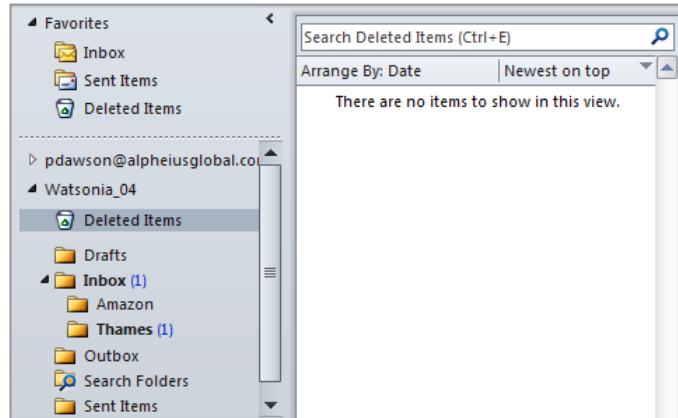 Favorites
Inbox
Sent Items
Deleted Items
pdawson@alpheiusglobal.co
Watsonia_04
Deleted Items
Drafts
Inbox (1)
Amazon
Thames (1)
Outbox
Search Folders
Sent Items
Search Deleted Items (Ctrl+E)
Arrange By: Date Newest on top
There are no items to show in this view.